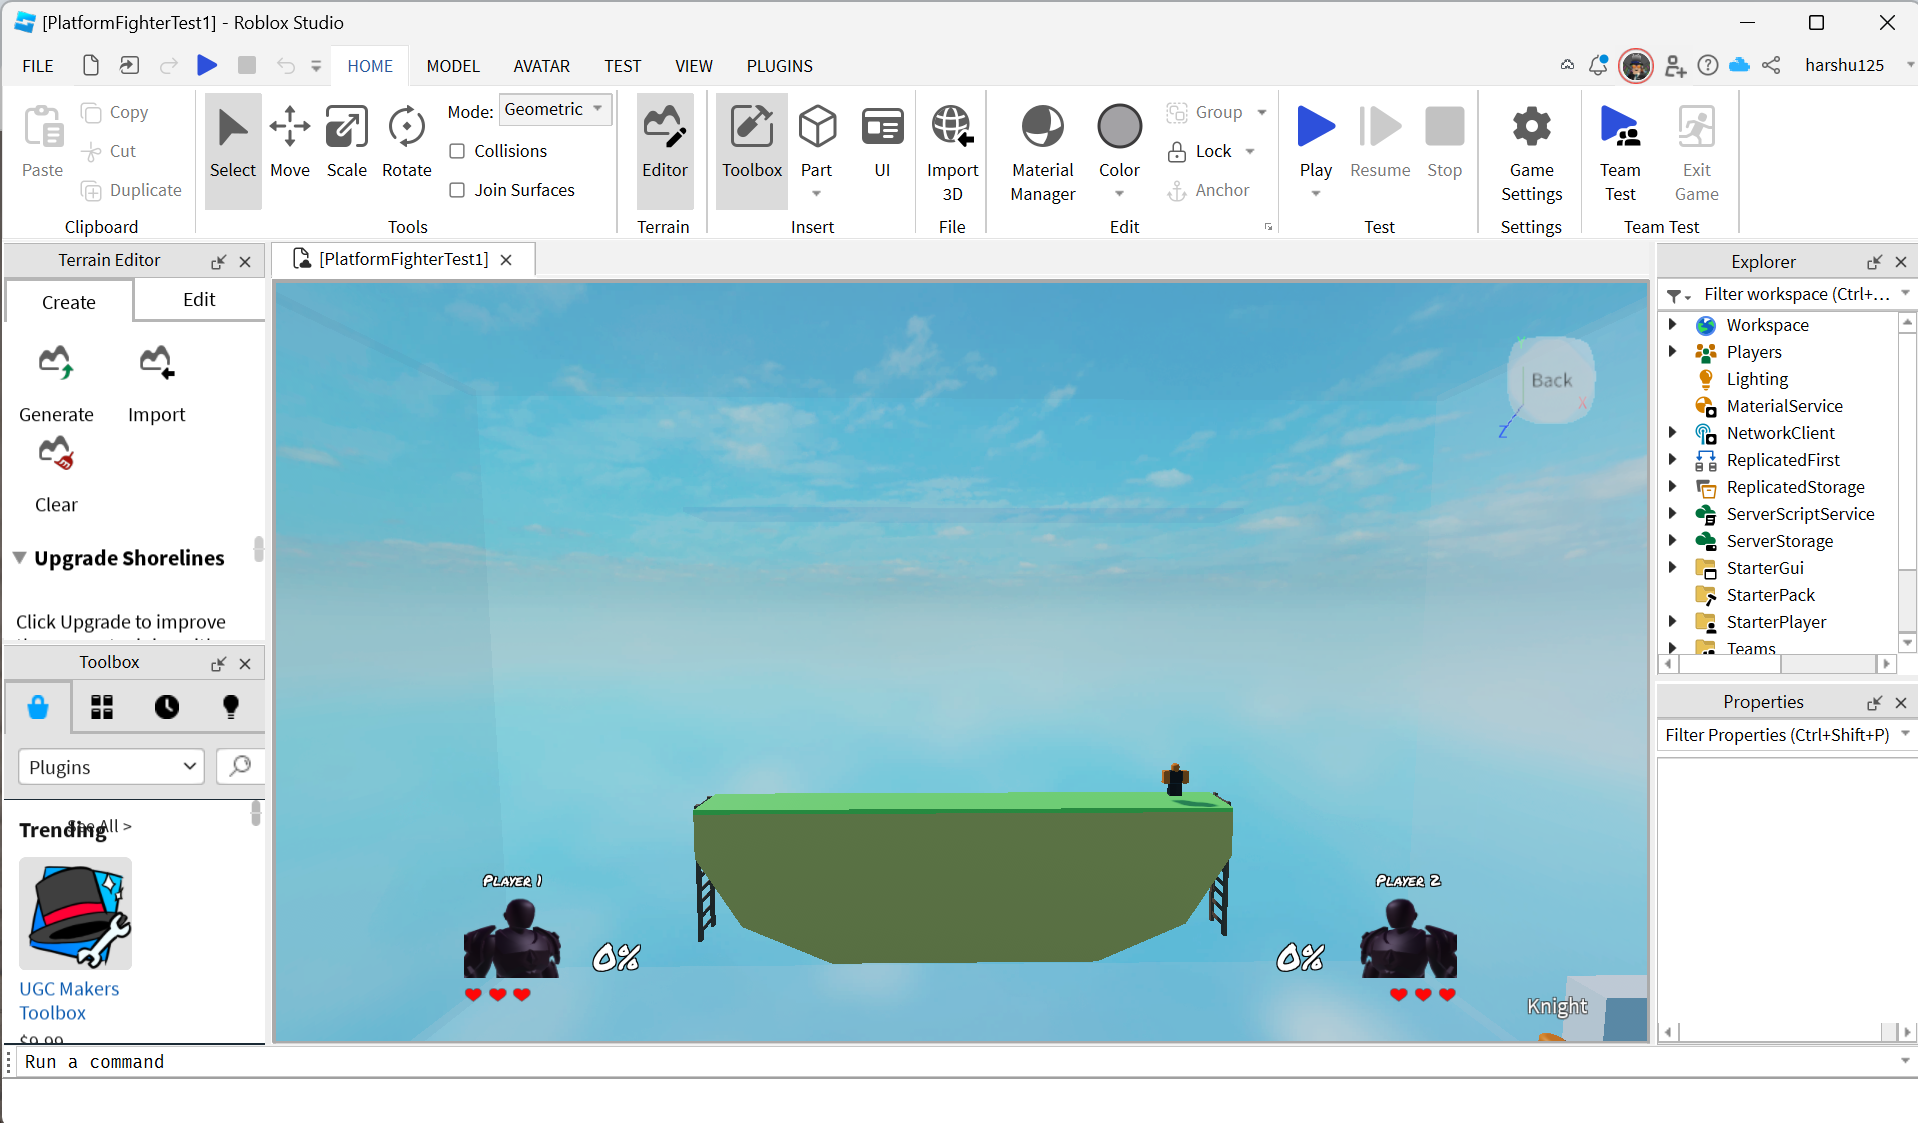 [PlatformFighterTest1] - Roblox Studio
FILE HOME MODEL AVATAR TEST VIEW PLUGINS harshu125
Paste
Copy
Cut
Duplicate
Clipboard
Select Move Scale Rotate
Mode: Geometric
Collisions
Join Surfaces
Tools
Editor
Terrain
Toolbox Part UI
Insert
Import
3D
File
Material
Manager
Color
Group
Lock
Anchor
Edit
Play Resume Stop
Test
Game
Settings
Settings
Team
Test
Exit
Game
Team Test
Terrain Editor
Create Edit
Generate Import
Clear
Upgrade Shorelines
Click Upgrade to improve
Toolbox
Plugins
Trending
See All >
UGC Makers
Toolbox
$9.99
[PlatformFighterTest1]
Back
Y
X
Z
PLAYER 1
0%
PLAYER 2
0%
Knight
Explorer
Filter workspace (Ctrl+...
Workspace
Players
Lighting
MaterialService
NetworkClient
ReplicatedFirst
ReplicatedStorage
ServerScriptService
ServerStorage
StarterGui
StarterPack
StarterPlayer
Teams
Properties
Filter Properties (Ctrl+Shift+P)
Run a command